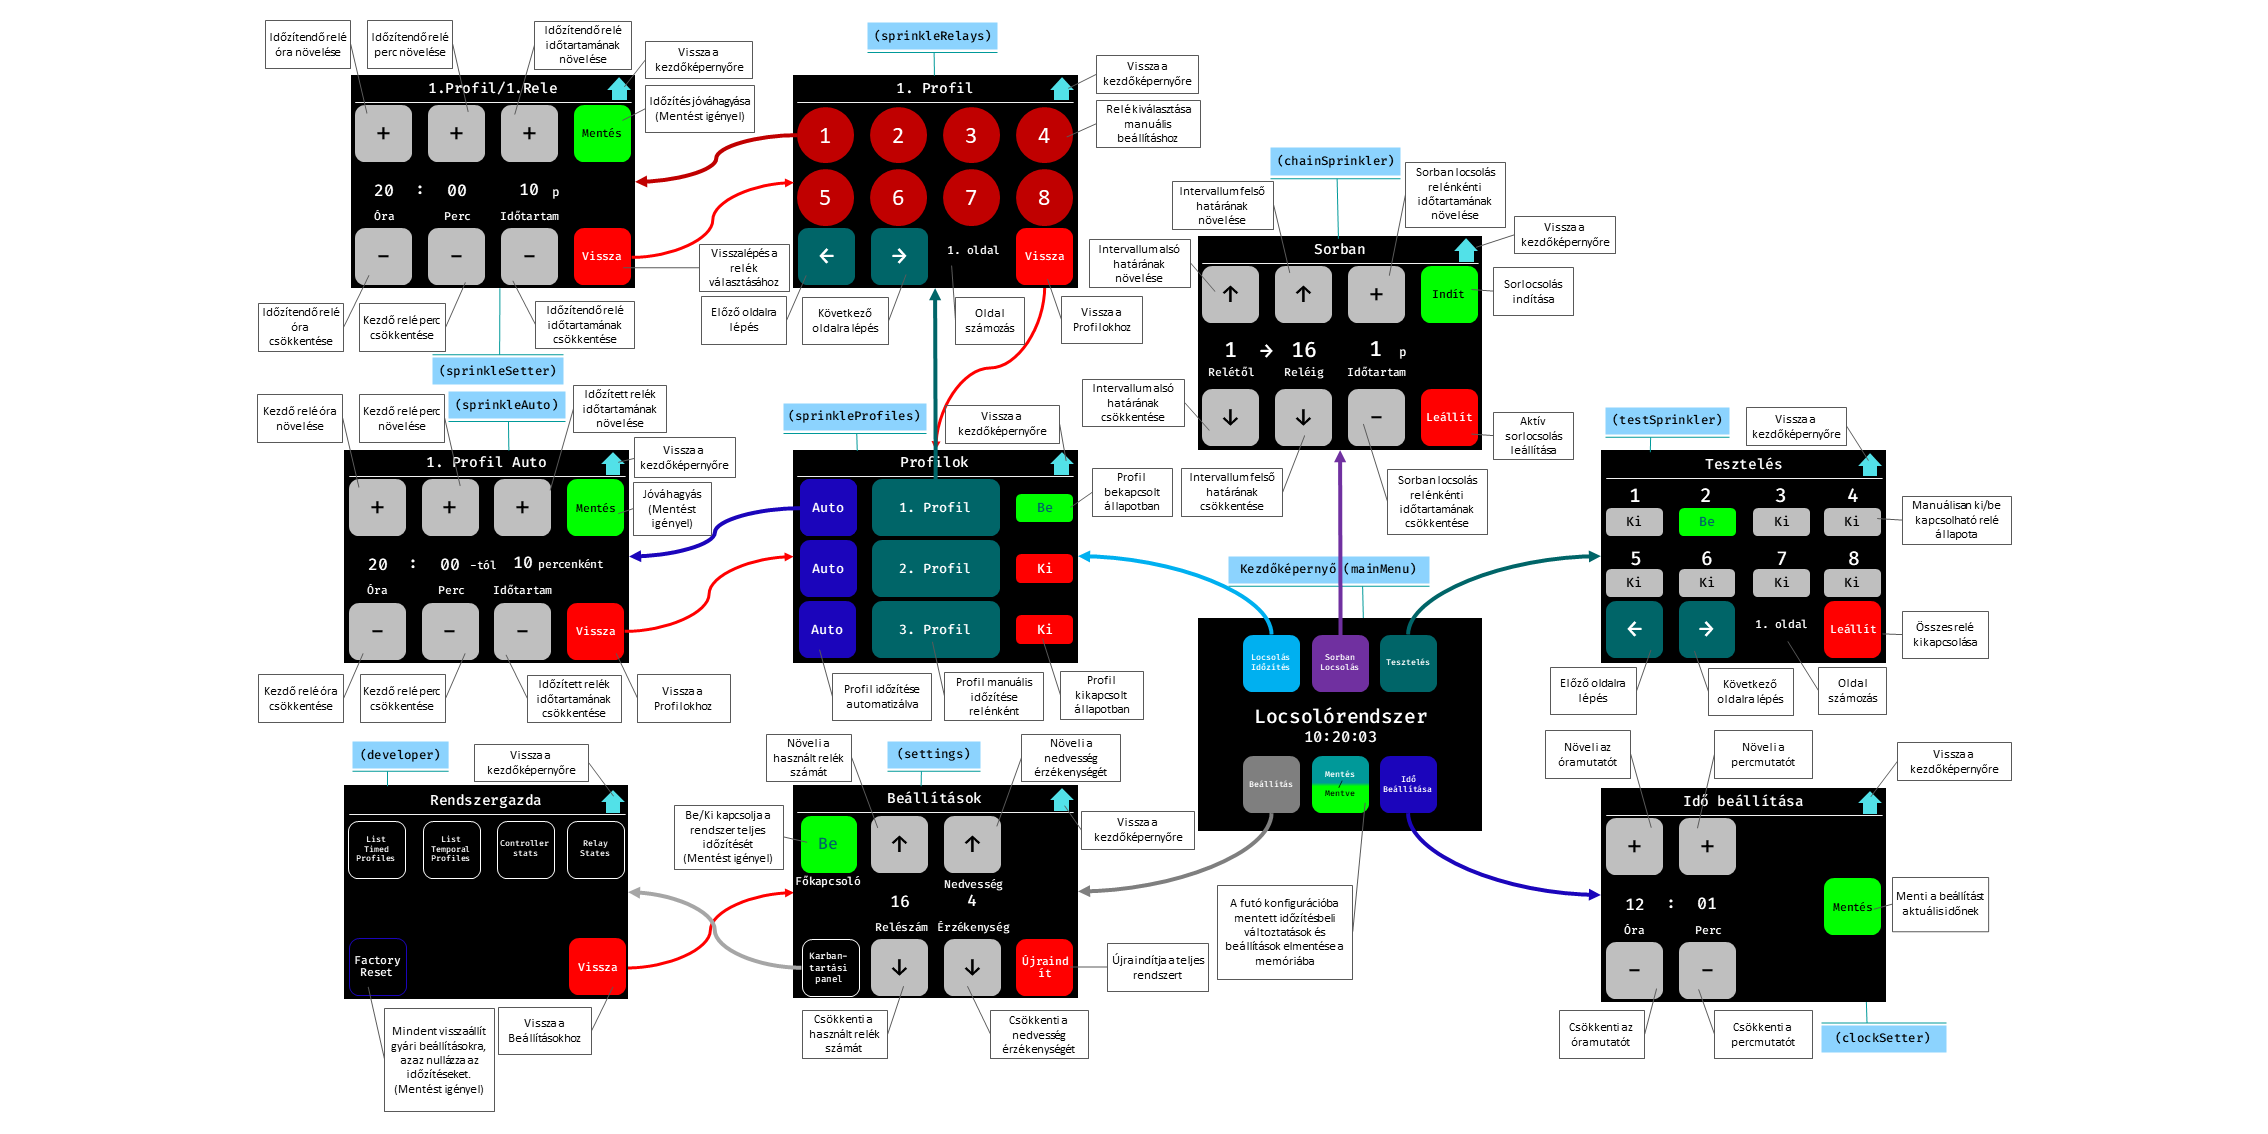 Időzítendő relé
óra növelése
Időzítendő relé
perc növelése
Időzítendő relé
időtartamának
növelése
Vissza a
kezdőképernyőre
1.Profil/1.Rele
+
+
+
Mentés
Időzítés jóváhagyása
(Mentést igényel)
20 : 00 10 p
Óra
Perc
Időtartam
-
-
-
Vissza
Visszalépés a
relék
választásához
Időzítendő relé
óra
csökkentése
Kezdő relé perc
csökkentése
Időzítendő relé
időtartamának
csökkentése
(sprinkleSetter)
(sprinkleRelays)
Vissza a
kezdőképernyőre
1. Profil
1
2
3
4
Relé kiválasztása
manuális
beállításhoz
5
6
7
8
←
→
1. oldal
Vissza
Előző oldalra
lépés
Következő
oldalra lépés
Oldal
számozás
Vissza a
Profilokhoz
(chainSprinkler)
Intervallum felső
határának
növelése
Sorban locsolás
relénkénti
időtartamának
növelése
Vissza a
kezdőképernyőre
Intervallum alsó
határának
növelése
Sorban
↑
↑
+
Indít
Sorlocsolás
indítása
1 → 16 1 p
Relétől
Reléig
Időtartam
Intervallum alsó
határának
csökkentése
↓
↓
-
Leállít
Aktív
sorlocsolás
leállítása
Intervallum felső
határának
csökkentése
Sorban locsolás
relénkénti
időtartamának
csökkentése
(sprinkleAuto)
Kezdő relé óra
növelése
Kezdő relé perc
növelése
Időzített relék
időtartamának
növelése
Vissza a
kezdőképernyőre
1. Profil Auto
+
+
+
Mentés
Jóváhagyás
(Mentést
igényel)
20 : 00 -tól 10 percenként
Óra
Perc
Időtartam
-
-
-
Vissza
Kezdő relé óra
csökkentése
Kezdő relé perc
csökkentése
Időzített relék
időtartamának
csökkentése
Vissza a
Profilokhoz
(sprinkleProfiles)
Vissza a
kezdőképernyőre
Profilok
Auto
1. Profil
Be
Profil
bekapcsolt
állapotban
Auto
2. Profil
Ki
Auto
3. Profil
Ki
Profil időzítése
automatizálva
Profil manuális
időzítése
relénként
Profil
kikapcsolt
állapotban
Kezdőképernyő (mainMenu)
Locsolás
Időzítés
Sorban
Locsolás
Tesztelés
Locsolórendszer
10:20:03
Beállítás
Mentés
Mentve
Idő
Beállítása
A futó konfigurációba
mentett időzítésbeli
változtatások és
beállítások elmentése a
memóriába
(testSprinkler)
Vissza a
kezdőképernyőre
Tesztelés
1
2
3
4
Ki
Be
Ki
Ki
Manuálisan ki/be
kapcsolható relé
állapota
5
6
7
8
Ki
Ki
Ki
Ki
←
→
1. oldal
Leállít
Összes relé
kikapcsolása
Előző oldalra
lépés
Következő
oldalra lépés
Oldal
számozás
(developer)
Vissza a
kezdőképernyőre
Rendszergazda
List
Timed
Profiles
List
Temporal
Profiles
Controller
stats
Relay
States
Factory
Reset
Vissza
Mindent visszaállít
gyári beállításokra,
azaz nullázza az
időzítéseket.
(Mentést igényel)
Vissza a
Beállításokhoz
(settings)
Növeli a
használt relék
számát
Növeli a
nedvesség
érzékenységét
Beállítások
Be/Ki kapcsolja a
rendszer teljes
időzítését
(Mentést igényel)
Be
↑
↑
Vissza a
kezdőképernyőre
Főkapcsoló
Nedvesség
16
4
Relészám
Érzékenység
Karban-
tartási
panel
↓
↓
Újraind
ít
Újraindítja a teljes
rendszert
Csökkenti a
használt relék
számát
Csökkenti a
nedvesség
érzékenységét
Növeli az
óramutatót
Növeli a
percmutatót
Vissza a
kezdőképernyőre
Idő beállítása
+
+
12 : 01
Óra
Perc
Mentés
Menti a beállítást
aktuális időnek
-
-
Csökkenti az
óramutatót
Csökkenti a
percmutatót
(clockSetter)